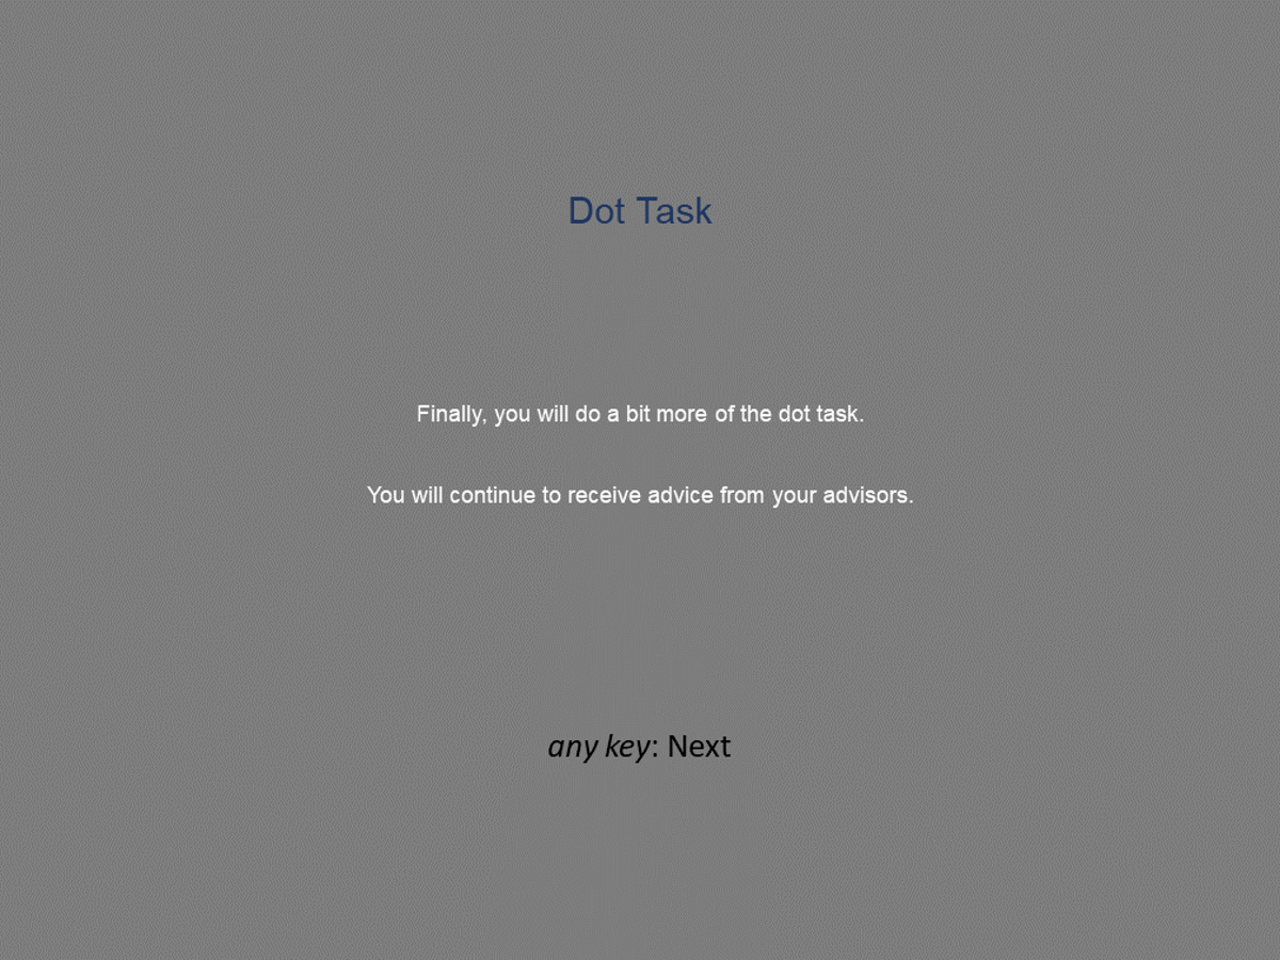 Dot Task
Finally, you will do a bit more of the dot task.
You will continue to receive advice from your advisors.
any key: Next